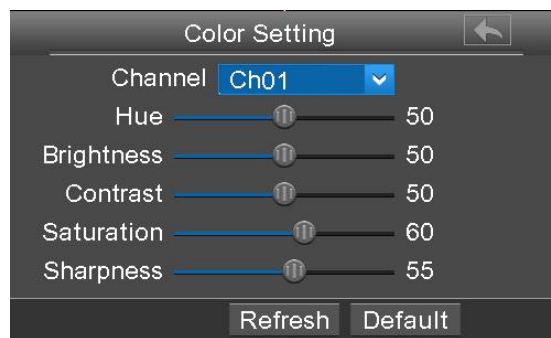 Color Setting
Channel Ch01
Hue 50
Brightness 50
Contrast 50
Saturation 60
Sharpness 55
Refresh Default